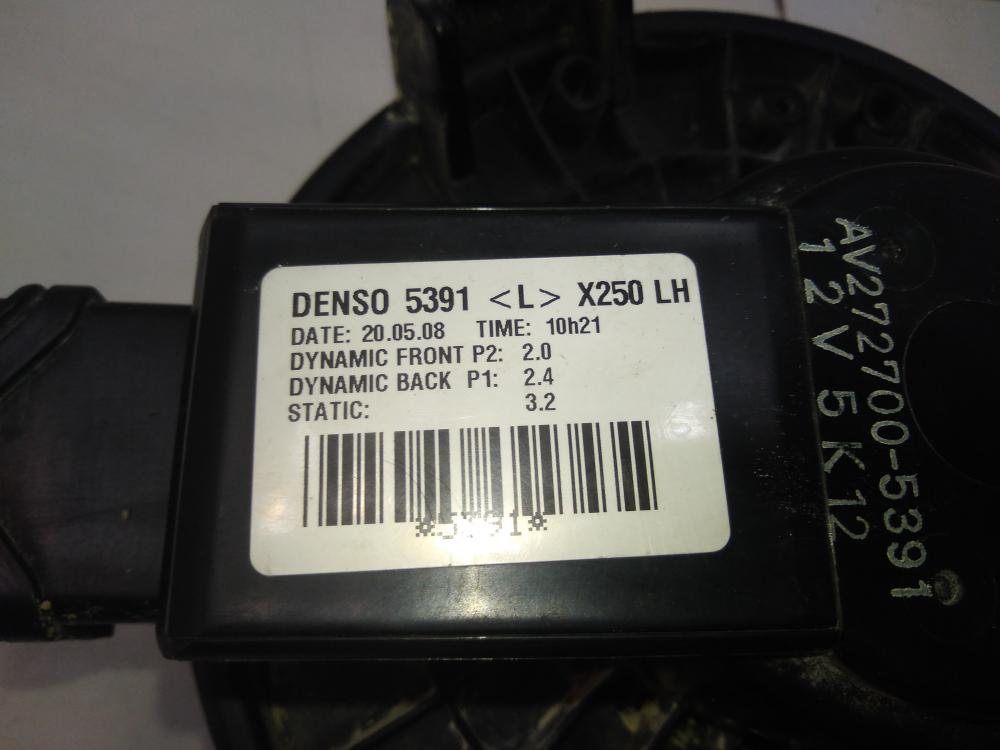 DENSO 5391 <L> X250 LH
DATE: 20.05.08 TIME: 10h21
DYNAMIC FRONT P2: 2.0
DYNAMIC BACK P1: 2.4
STATIC: 3.2
*5391*
AV272700-5391
12V 5K12